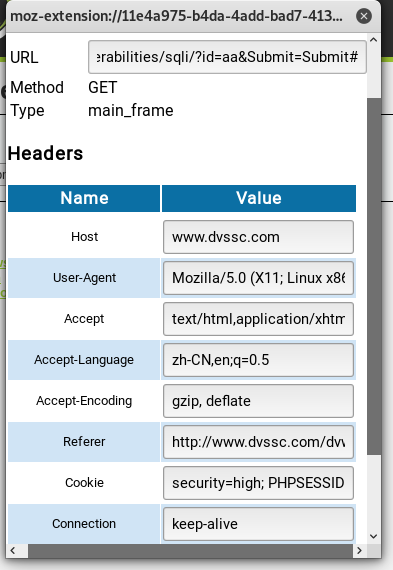 moz-extension://11e4a975-b4da-4add-bad7-413...
URL erabilities/sqli/?id=aa&Submit=Submit#
Method GET
Type main_frame
Headers
Name Value
Host www.dvssc.com
User-Agent Mozilla/5.0 (X11; Linux x86
Accept text/html,application/xhtm
Accept-Language zh-CN,en;q=0.5
Accept-Encoding gzip, deflate
Referer http://www.dvssc.com/dvw
Cookie security=high; PHPSESSID
Connection keep-alive